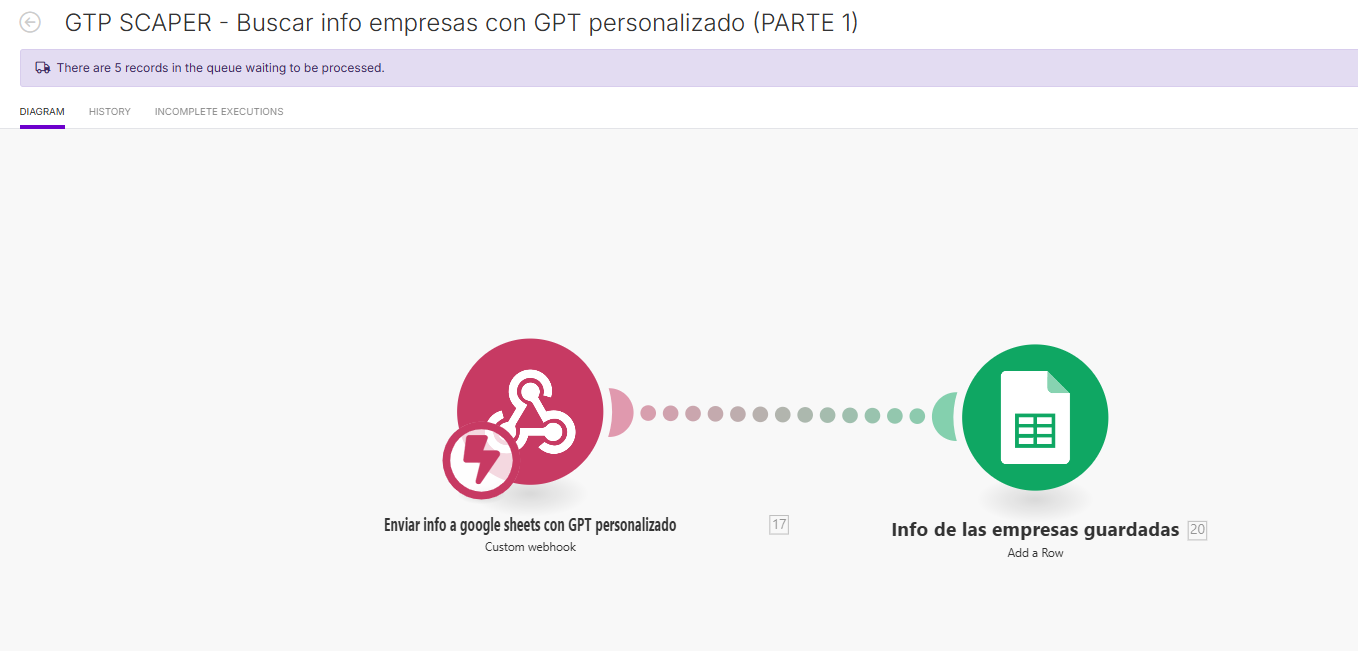 GTP SCAPER - Buscar info empresas con GPT personalizado (PARTE 1)
There are 5 records in the queue waiting to be processed.
DIAGRAM HISTORY INCOMPLETE EXECUTIONS
Enviar info a google sheets con GPT personalizado 17
Custom webhook
Info de las empresas guardadas 20
Add a Row